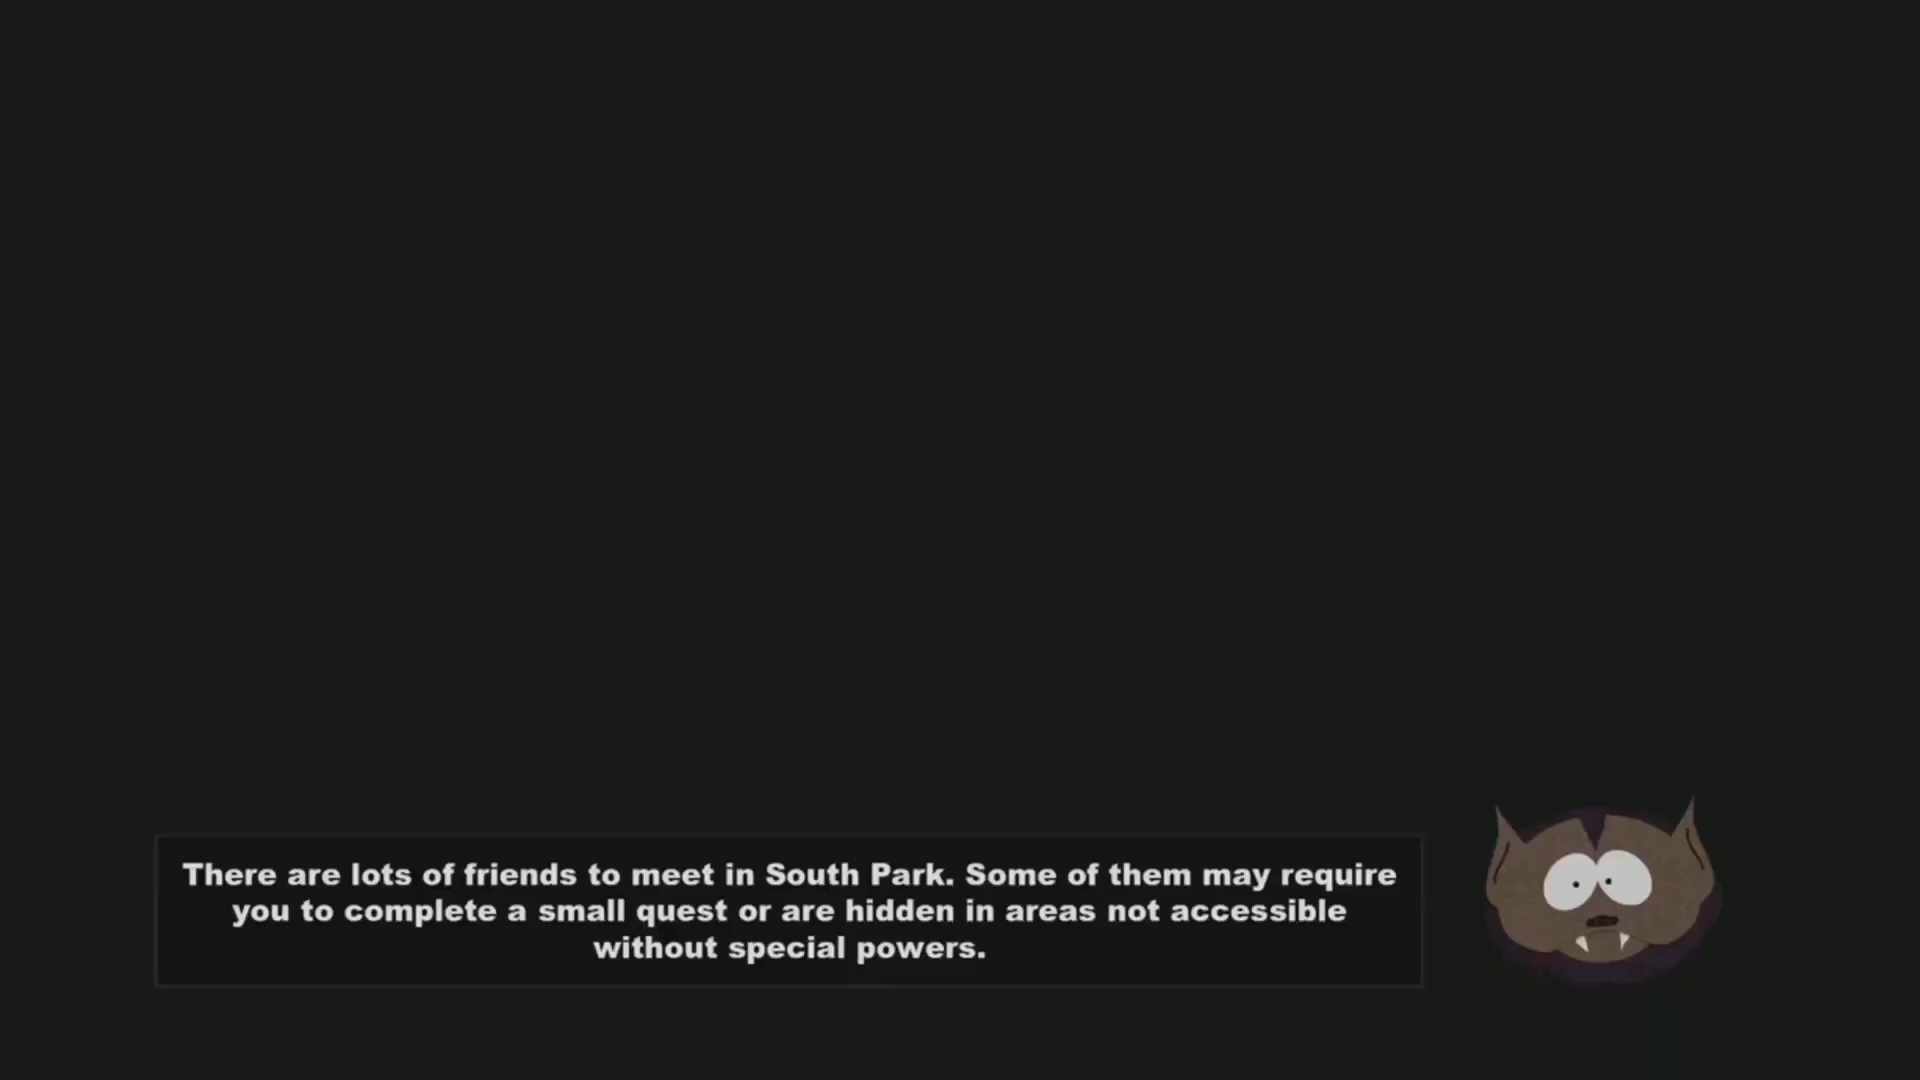 There are lots of friends to meet in South Park. Some of them may require
you to complete a small quest or are hidden in areas not accessible
without special powers.